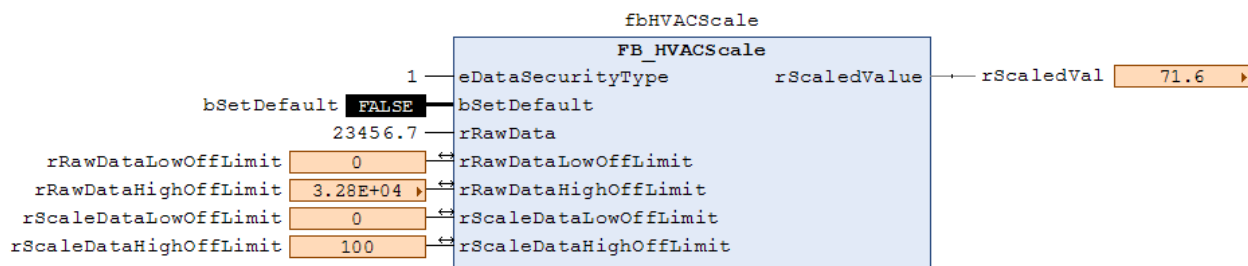 fbHVACScale
FB_HVACScale
1 eDataSecurityType rScaledValue rScaledVal 71.6
bSetDefault FALSE bSetDefault
23456.7 rRawData
rRawDataLowOffLimit 0 rRawDataLowOffLimit
rRawDataHighOffLimit 3.28E+04 rRawDataHighOffLimit
rScaleDataLowOffLimit 0 rScaleDataLowOffLimit
rScaleDataHighOffLimit 100 rScaleDataHighOffLimit